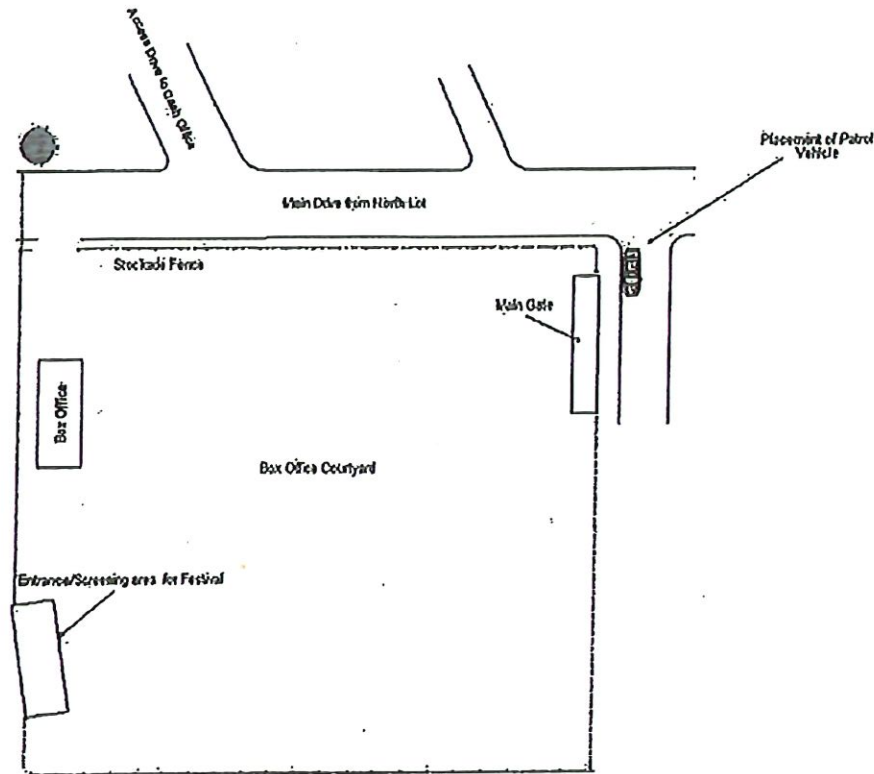 Access Drive to Cash Office
Placement of Patrol
Vehicle
Main Drive from North Lot
Stockade Fence
Main Gate
Box Office
Box Office Courtyard
Entrance/Screening area for Festival